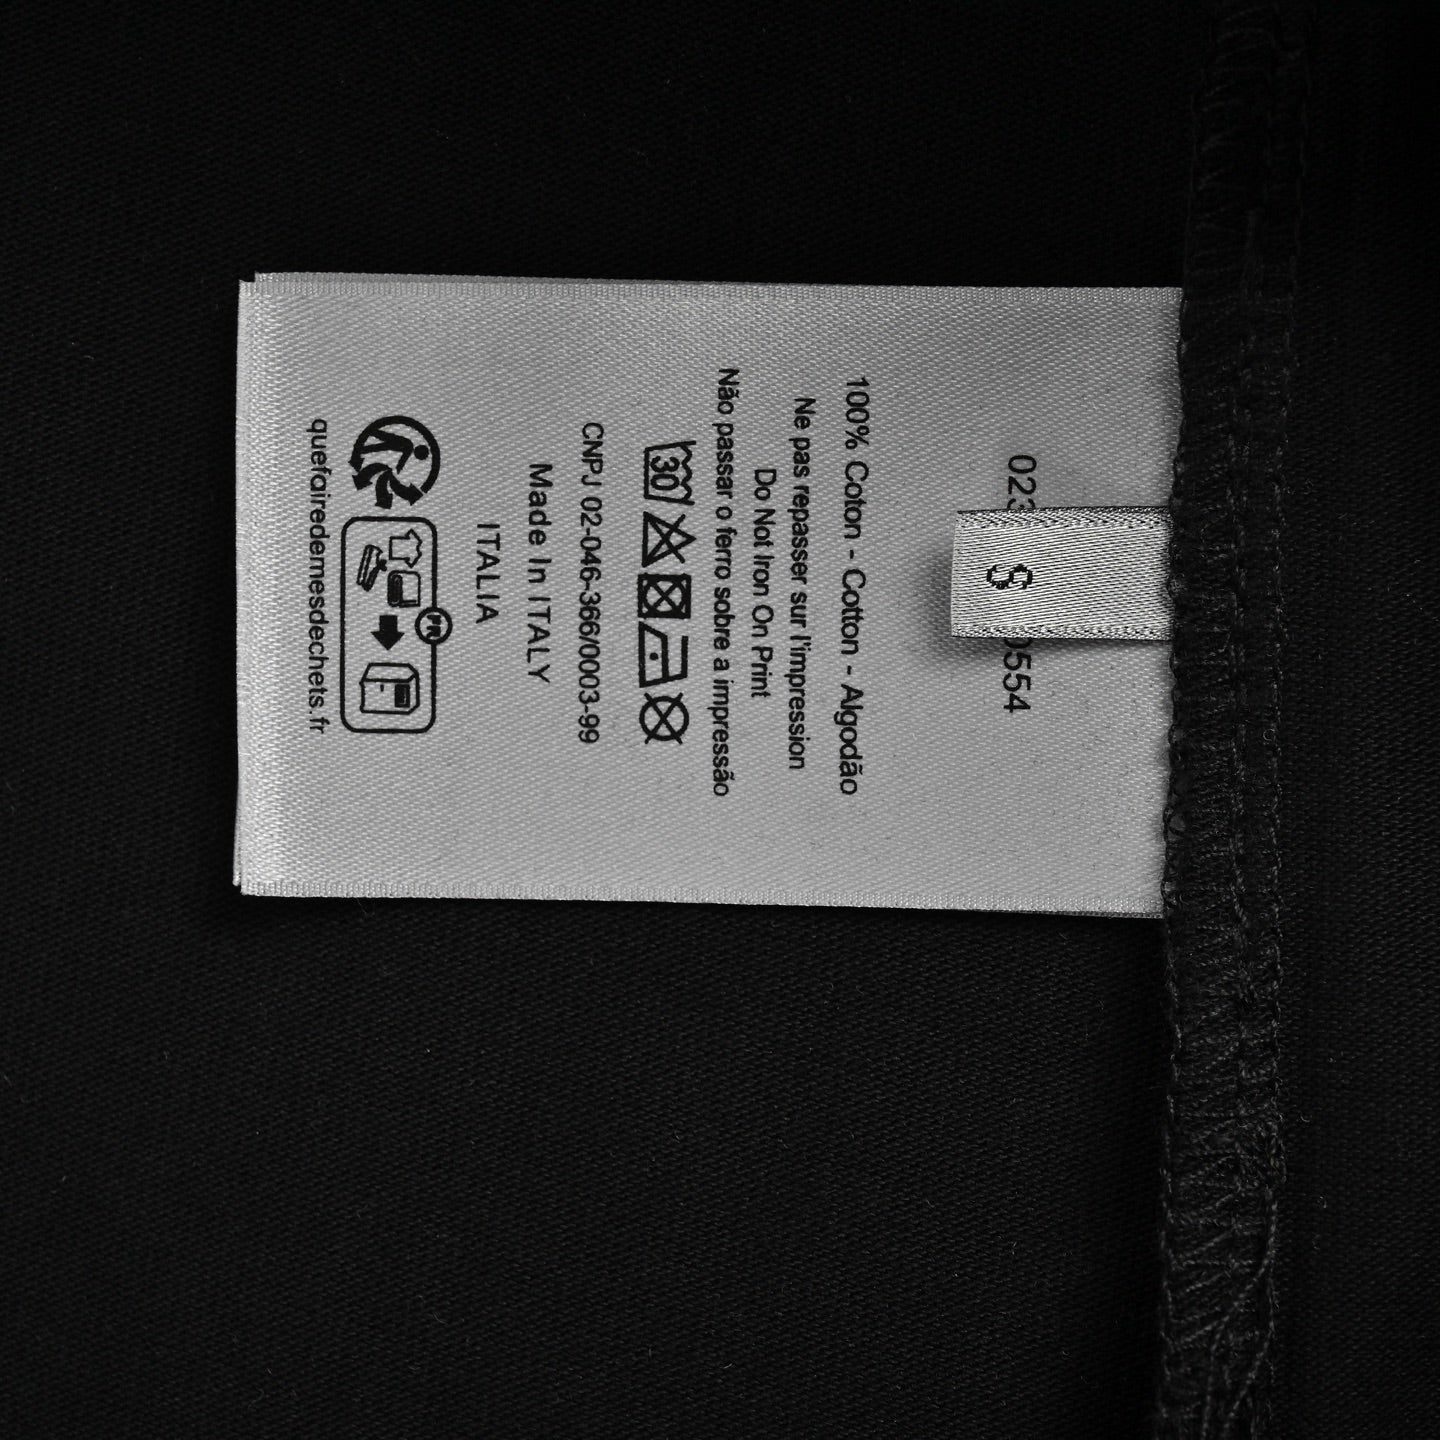 023
0554
S
100% Coton - Cotton - Algodão
Ne pas repasser sur l'impression
Do Not Iron On Print
Não passar o ferro sobre a impressão
30
CNPJ 02-046-366/0003-99
Made In ITALY
ITALIA
FR
quefairedemesdechets.fr